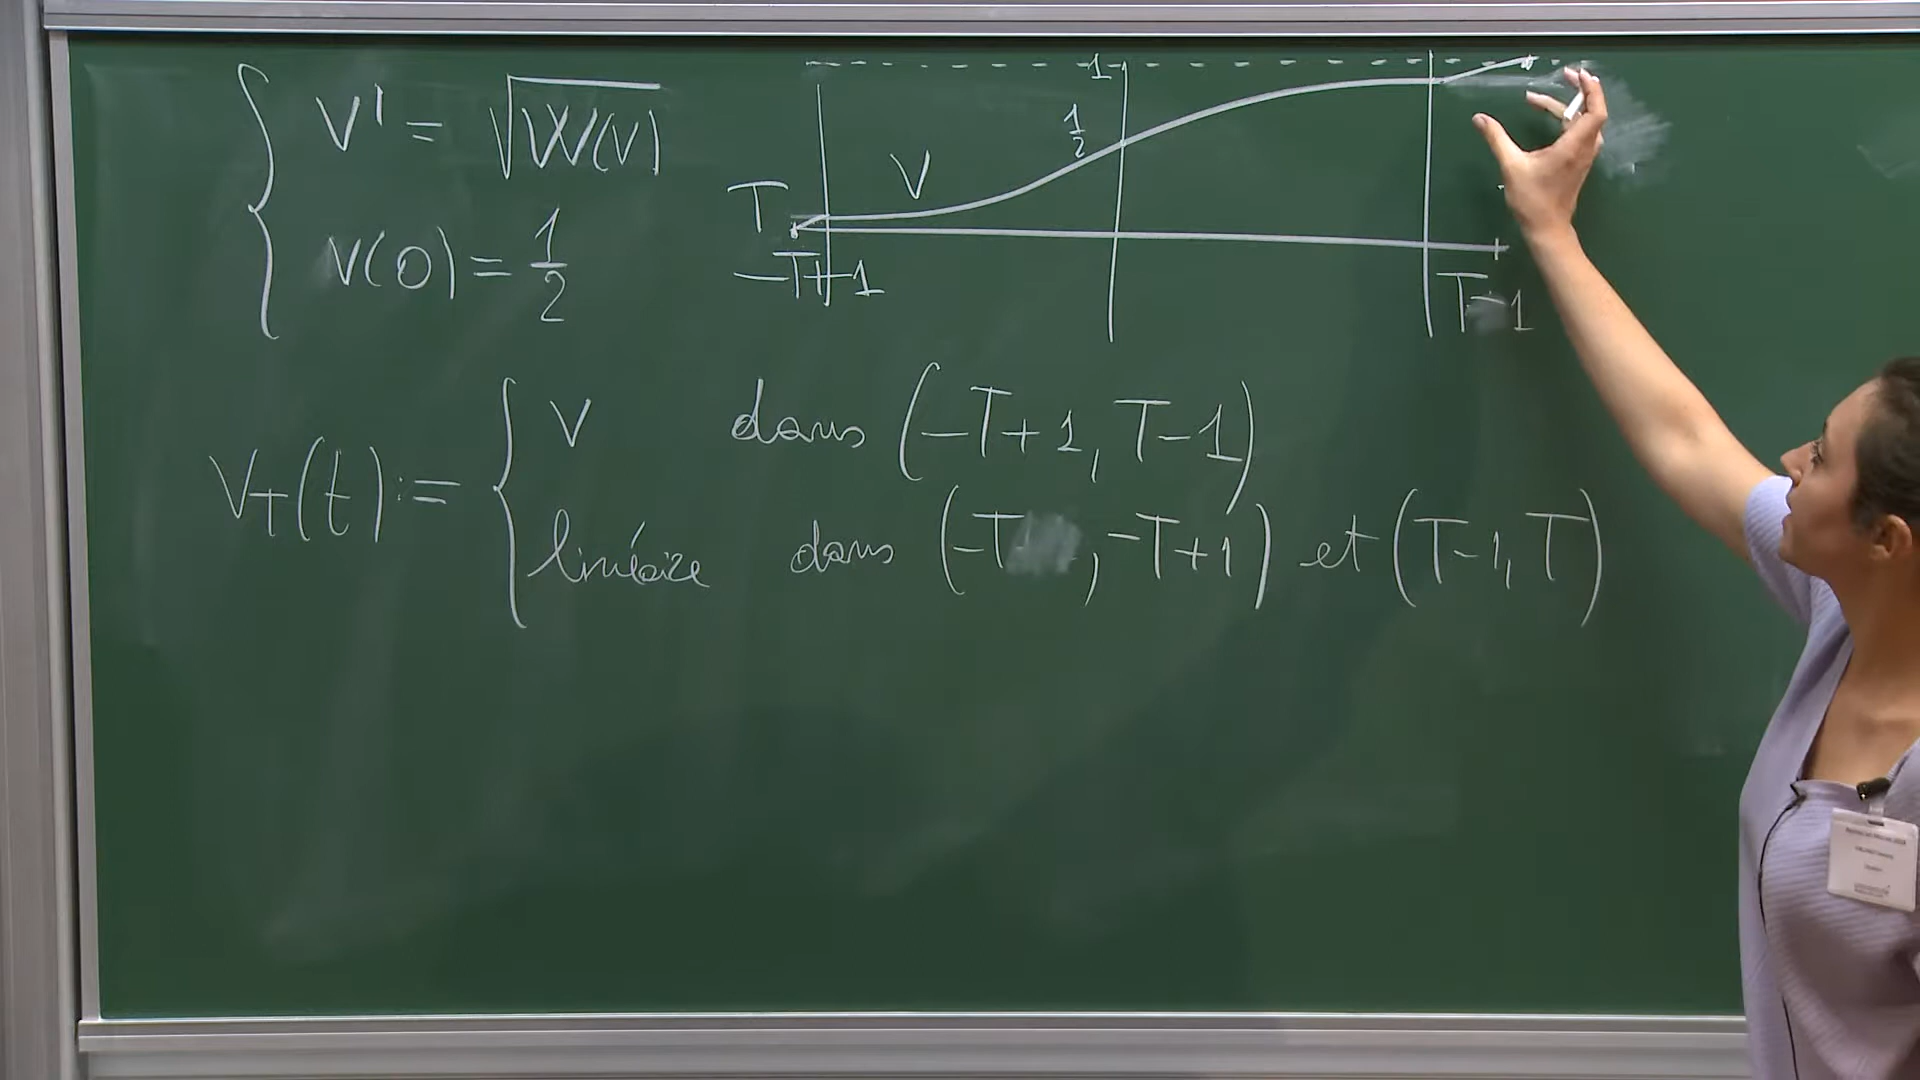 v' = √W(v)
v(0) = 1/2
1
1/2
v
T
-T+1
T-1
v_T(t) := { v dans (-T+1, T-1)
linéaire dans (-T, -T+1) et (T-1, T)